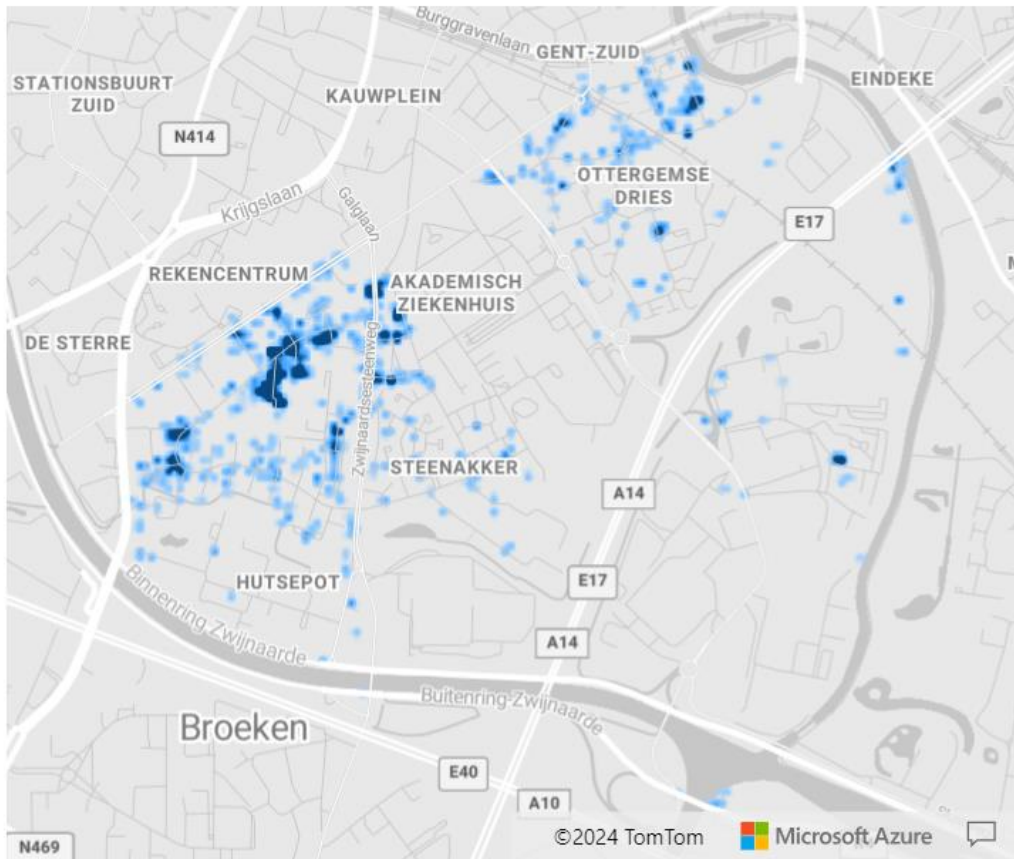 Burggravenlaan
GENT-ZUID
EINDEKE
STATIONSBUURT
ZUID
KAUWPLEIN
N414
OTTERGEMSE
DRIES
Krijgslaan
Galglaan
E17
REKENCENTRUM
AKADEMISCH
ZIEKENHUIS
DE STERRE
Zwijnaardsesteenweg
STEENAKKER
A14
HUTSEPOT
E17
Binnenring-Zwijnaarde
A14
Buitenring-Zwijnaarde
Broeken
E40
A10
N469
©2024 TomTom
Microsoft Azure